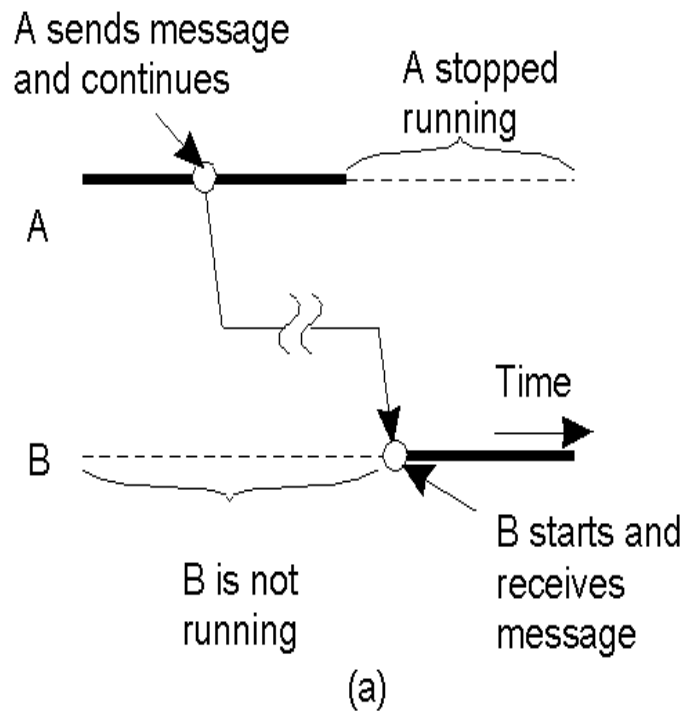 A sends message
and continues
A stopped
running
A
Time
B
B is not
running
B starts and
receives
message
(a)